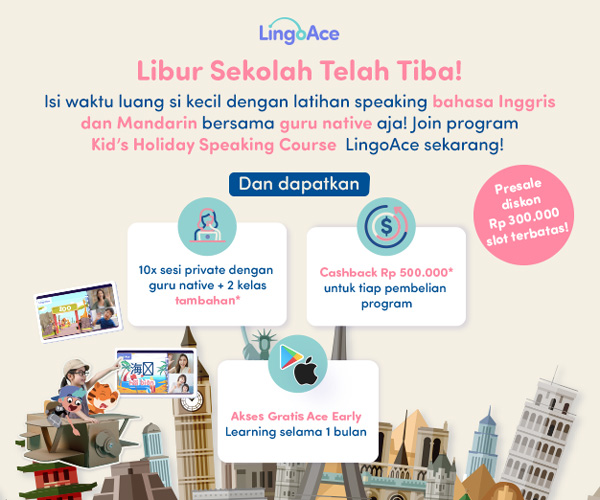 LingoAce
Libur Sekolah Telah Tiba!
Isi waktu luang si kecil dengan latihan speaking bahasa Inggris
dan Mandarin bersama guru native aja! Join program
Kid's Holiday Speaking Course LingoAce sekarang!
Dan dapatkan
Presale
diskon
Rp 300.000
slot terbatas!
10x sesi private dengan
guru native + 2 kelas
tambahan*
Cashback Rp 500.000*
untuk tiap pembelian
program
Akses Gratis Ace Early
Learning selama 1 bulan